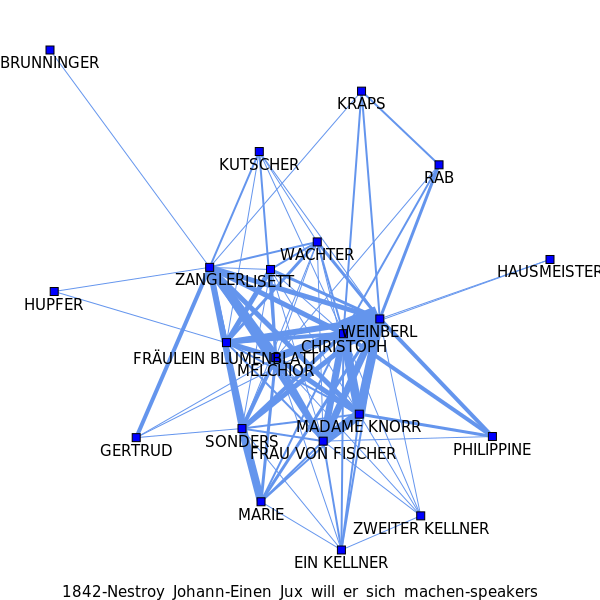 BRUNNINGER
KRAPS
KUTSCHER
RAB
WACHTER
HAUSMEISTER
ZANGLER
LISETT
HUPFER
WEINBERL
CHRISTOPH
FRÄULEIN BLUMENBLATT
MELCHIOR
MADAME KNORR
SONDERS
GERTRUD
FRAU VON FISCHER
PHILIPPINE
MARIE
ZWEITER KELLNER
EIN KELLNER
1842-Nestroy Johann-Einen Jux will er sich machen-speakers